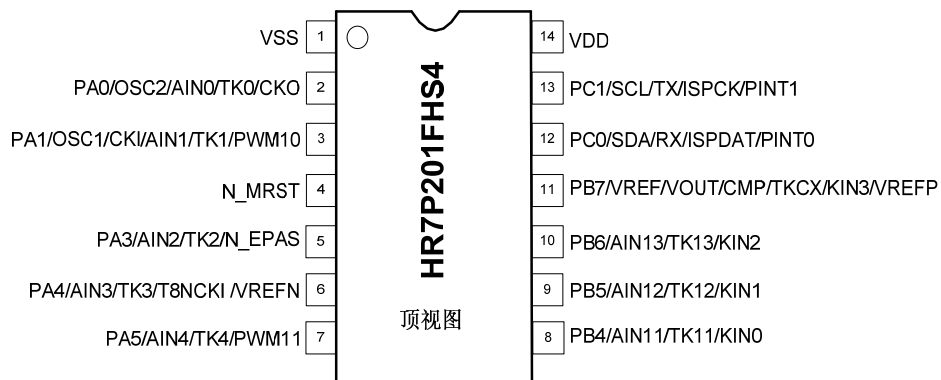 VSS 1
PA0/OSC2/AIN0/TK0/CKO 2
PA1/OSC1/CKI/AIN1/TK1/PWM10 3
N_MRST 4
PA3/AIN2/TK2/N_EPAS 5
PA4/AIN3/TK3/T8NCKI /VREFN 6
PA5/AIN4/TK4/PWM11 7
HR7P201FHS4
顶视图
14 VDD
13 PC1/SCL/TX/ISPCK/PINT1
12 PC0/SDA/RX/ISPDAT/PINT0
11 PB7/VREF/VOUT/CMP/TKCX/KIN3/VREFP
10 PB6/AIN13/TK13/KIN2
9 PB5/AIN12/TK12/KIN1
8 PB4/AIN11/TK11/KIN0